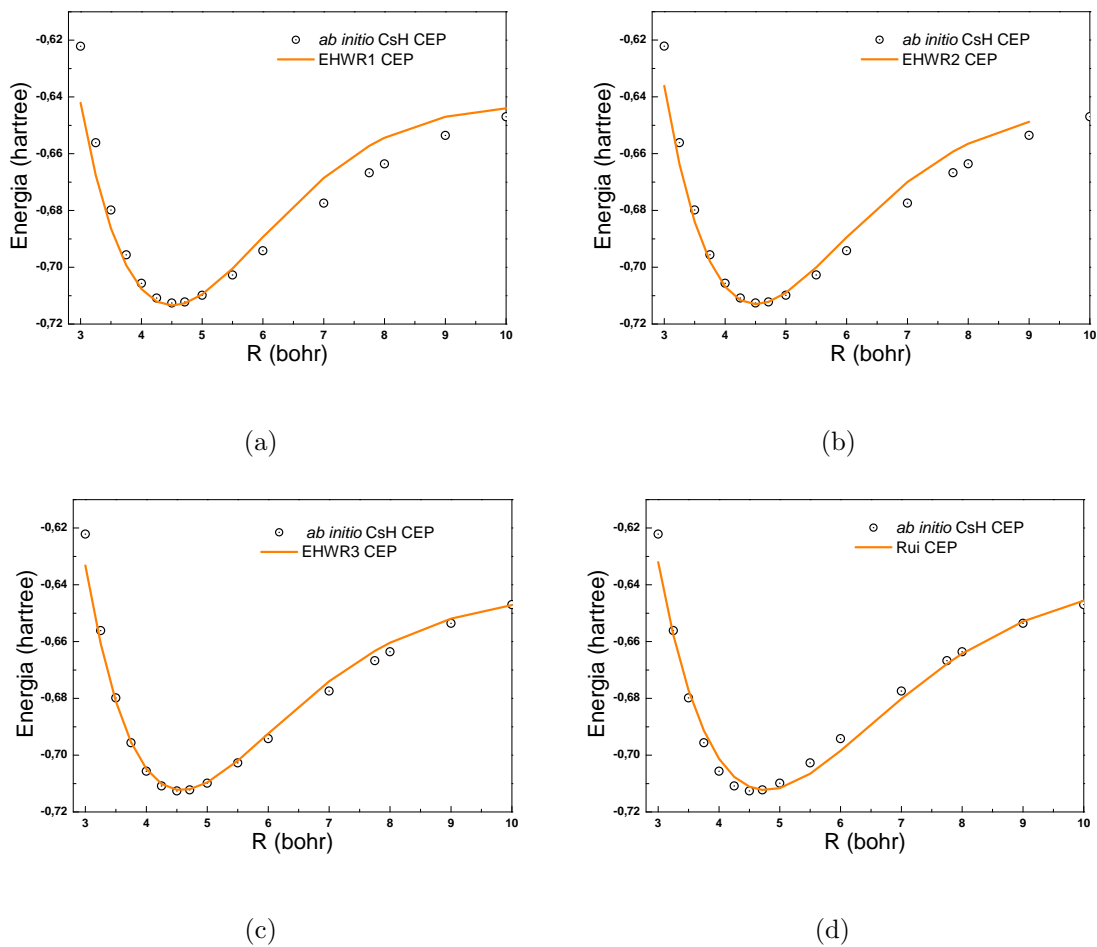 ab initio CsH CEP
EHWR1 CEP
Energia (hartree)
-0,62
-0,64
-0,66
-0,68
-0,70
-0,72
3 4 5 6 7 8 9 10
R (bohr)
(a)
ab initio CsH CEP
EHWR2 CEP
Energia (hartree)
-0,62
-0,64
-0,66
-0,68
-0,70
-0,72
3 4 5 6 7 8 9 10
R (bohr)
(b)
ab initio CsH CEP
EHWR3 CEP
Energia (hartree)
-0,62
-0,64
-0,66
-0,68
-0,70
-0,72
3 4 5 6 7 8 9 10
R (bohr)
(c)
ab initio CsH CEP
Rui CEP
Energia (hartree)
-0,62
-0,64
-0,66
-0,68
-0,70
-0,72
3 4 5 6 7 8 9 10
R (bohr)
(d)